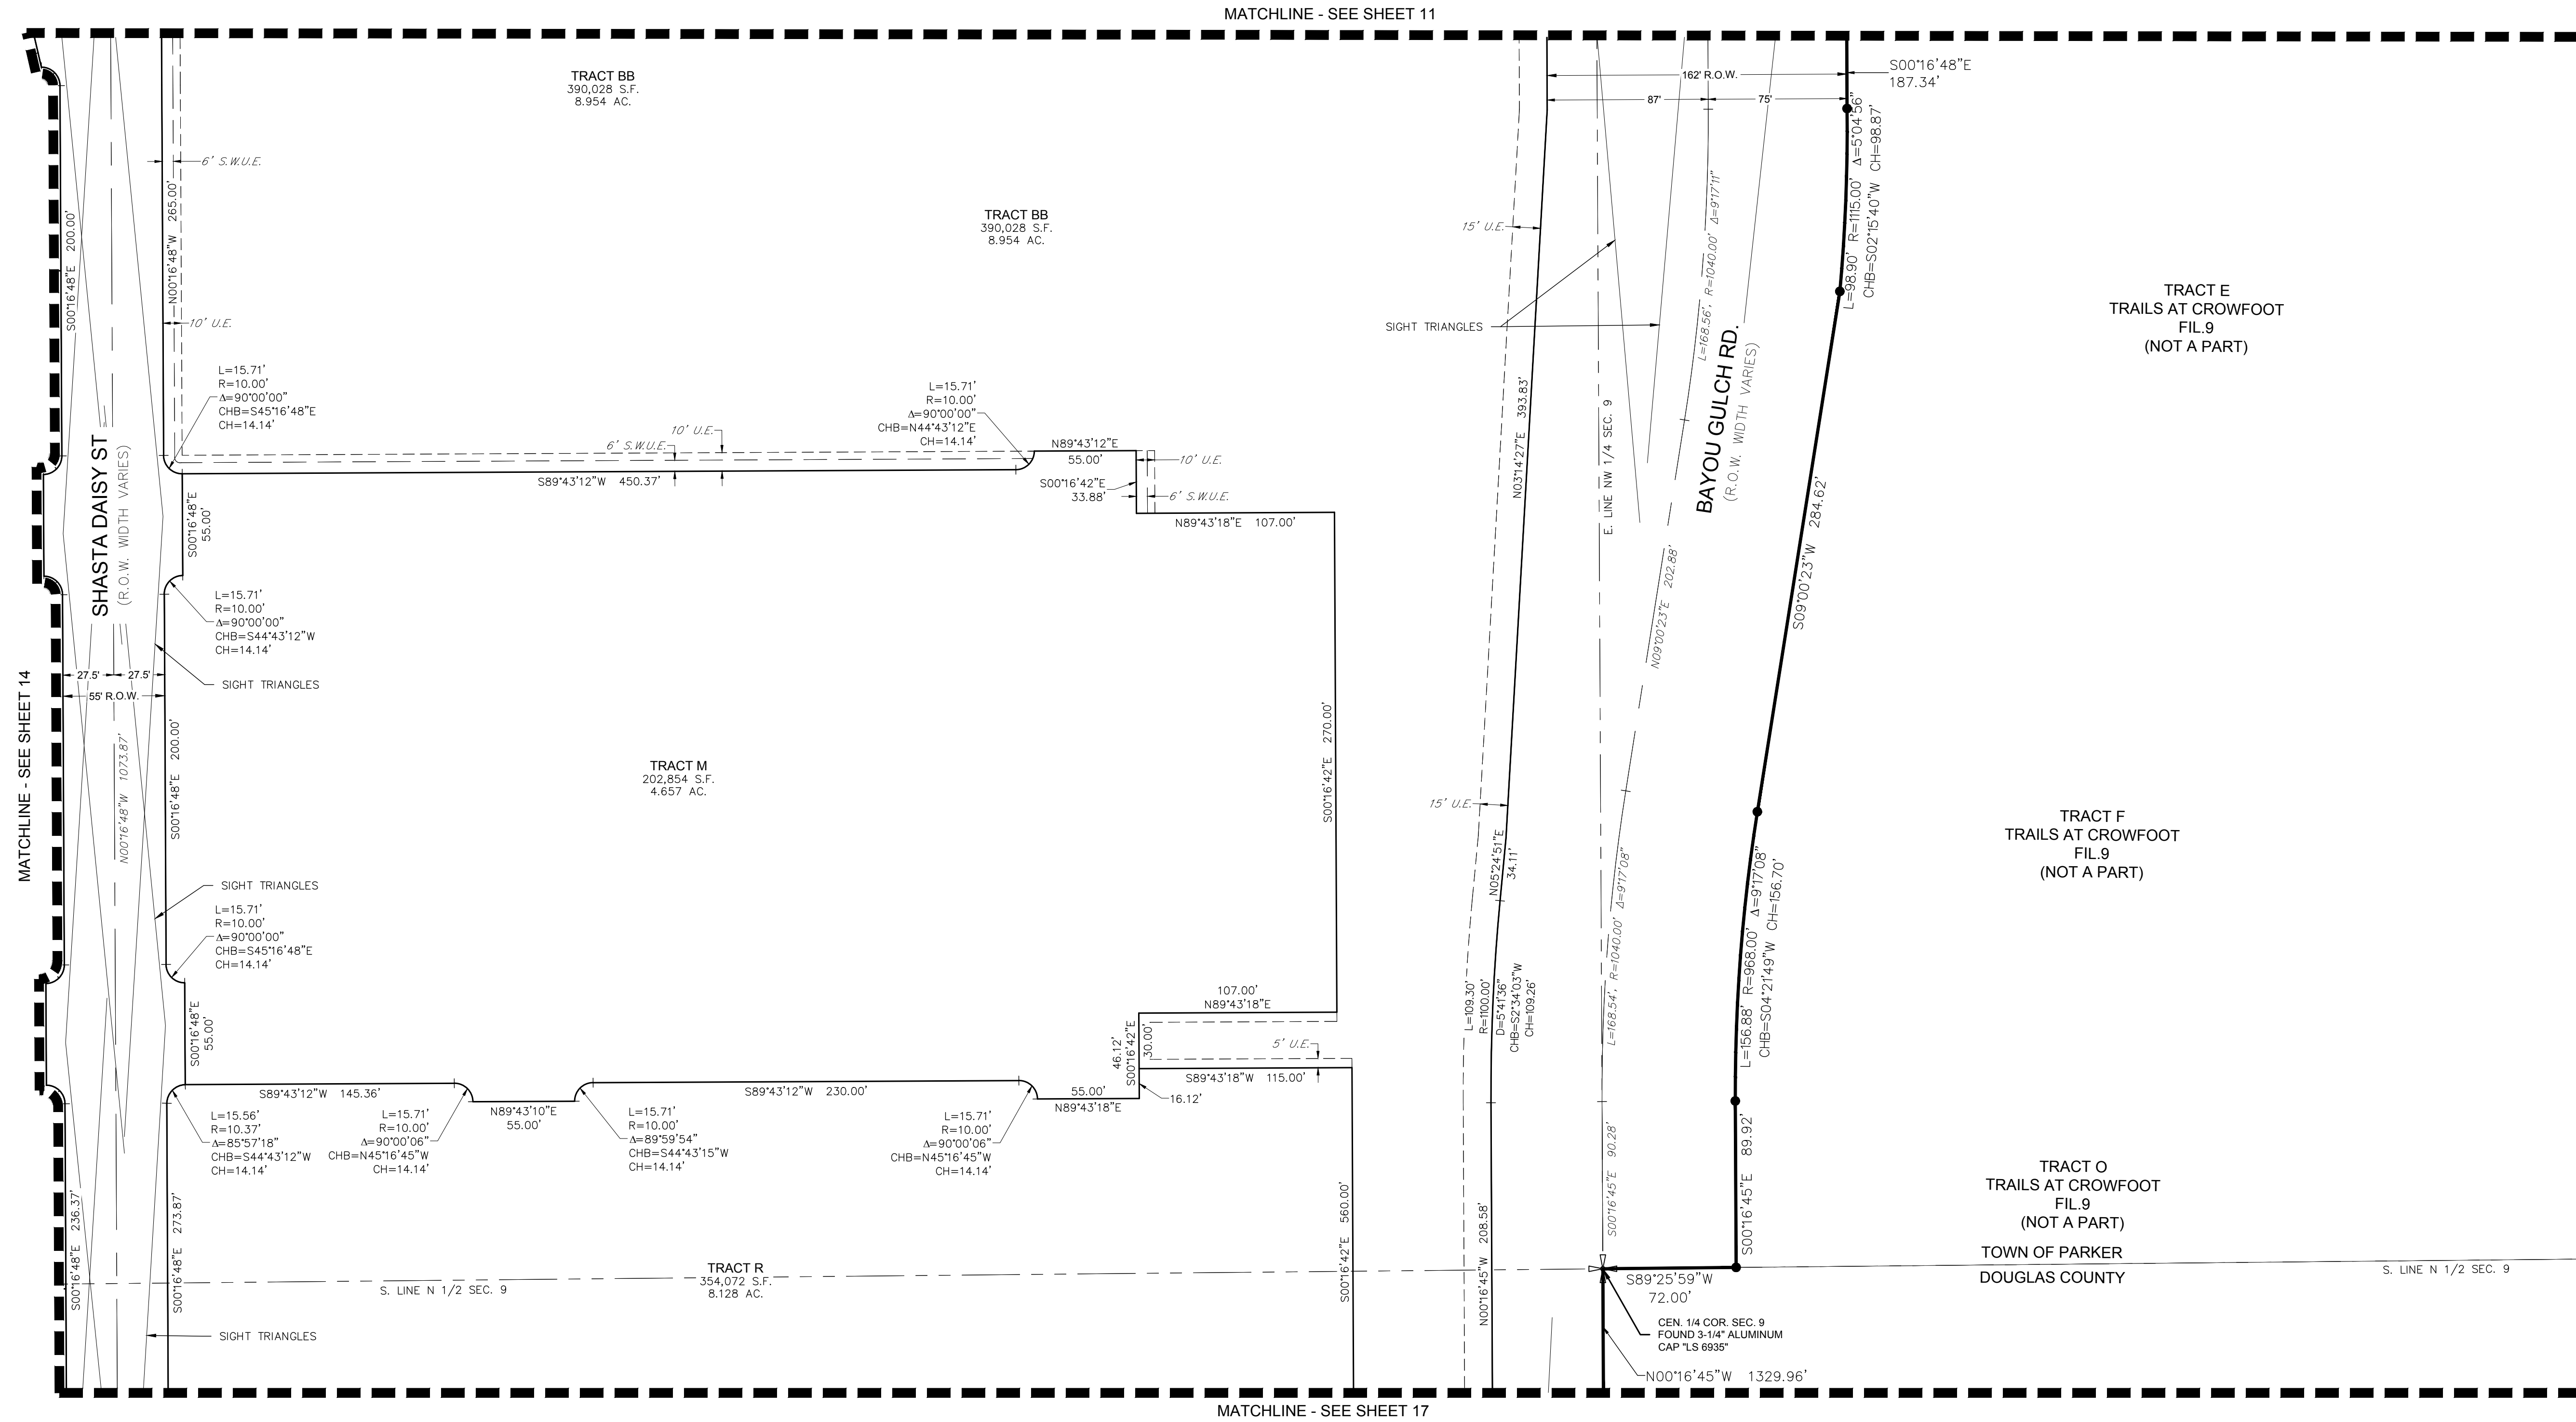 MATCHLINE - SEE SHEET 11
TRACT BB
390,028 S.F.
8.954 AC.
162' R.O.W.
87'
75'
S00°16'48"E
187.34'
L=98.90' R=1115.00' Δ=5°04'56"
CHB=S02°15'40"W CH=98.87'
6' S.W.U.E.
N00°16'48"W 265.00'
S00°16'48"E 200.00'
10' U.E.
TRACT BB
390,028 S.F.
8.954 AC.
15' U.E.
SIGHT TRIANGLES
L=168.56', R=1040.00' Δ=9°17'11"
BAYOU GULCH RD.
(R.O.W. WIDTH VARIES)
TRACT E
TRAILS AT CROWFOOT
FIL.9
(NOT A PART)
L=15.71'
R=10.00'
Δ=90°00'00"
CHB=S45°16'48"E
CH=14.14'
L=15.71'
R=10.00'
Δ=90°00'00"
CHB=N44°43'12"E
CH=14.14'
6' S.W.U.E.
10' U.E.
N89°43'12"E
55.00'
10' U.E.
S00°16'42"E
33.88'
6' S.W.U.E.
N89°43'18"E 107.00'
S89°43'12"W 450.37'
N03°14'27"E 393.83'
E. LINE NW 1/4 SEC. 9
SHASTA DAISY ST
(R.O.W. WIDTH VARIES)
S00°16'48"E
55.00'
L=15.71'
R=10.00'
Δ=90°00'00"
CHB=S44°43'12"W
CH=14.14'
N09°00'23"E 202.88'
S09°00'23"W 284.62'
27.5'
27.5'
55' R.O.W.
SIGHT TRIANGLES
MATCHLINE - SEE SHEET 14
N00°16'48"W 1073.87'
S00°16'48"E 200.00'
TRACT M
202,854 S.F.
4.657 AC.
S00°16'42"E 270.00'
15' U.E.
N05°24'51"E
34.11'
TRACT F
TRAILS AT CROWFOOT
FIL.9
(NOT A PART)
SIGHT TRIANGLES
L=15.71'
R=10.00'
Δ=90°00'00"
CHB=S45°16'48"E
CH=14.14'
L=168.54', R=1040.00' Δ=9°17'08"
L=156.88' R=968.00' Δ=9°17'08"
CHB=S04°21'49"W CH=156.70'
L=109.30'
R=1100.00'
D=5°41'36"
CHB=S2°34'03"W
CH=109.26'
S00°16'48"E
55.00'
107.00'
N89°43'18"E
46.12'
S00°16'42"E
30.00'
5' U.E.
S89°43'18"W 115.00'
16.12'
S89°43'12"W 145.36'
S89°43'12"W 230.00'
55.00'
N89°43'18"E
N89°43'10"E
55.00'
L=15.56'
R=10.37'
Δ=85°57'18"
CHB=S44°43'12"W
CH=14.14'
L=15.71'
R=10.00'
Δ=90°00'06"
CHB=N45°16'45"W
CH=14.14'
L=15.71'
R=10.00'
Δ=89°59'54"
CHB=S44°43'15"W
CH=14.14'
L=15.71'
R=10.00'
Δ=90°00'06"
CHB=N45°16'45"W
CH=14.14'
S00°16'48"E 236.37'
S00°16'48"E 273.87'
S00°16'42"E 560.00'
N00°16'45"W 208.58'
S00°16'45"E 90.28'
S00°16'45"E 89.92'
TRACT O
TRAILS AT CROWFOOT
FIL.9
(NOT A PART)
TOWN OF PARKER
DOUGLAS COUNTY
S. LINE N 1/2 SEC. 9
TRACT R
354,072 S.F.
8.128 AC.
S. LINE N 1/2 SEC. 9
S89°25'59"W
72.00'
CEN. 1/4 COR. SEC. 9
FOUND 3-1/4" ALUMINUM
CAP "LS 6935"
SIGHT TRIANGLES
N00°16'45"W 1329.96'
MATCHLINE - SEE SHEET 17